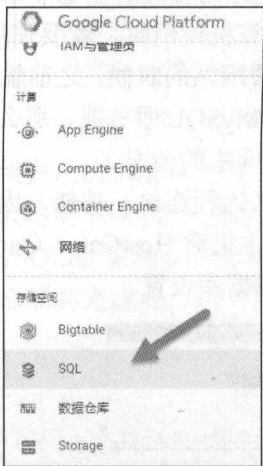 Google Cloud Platform
IAM与管理员
计算
App Engine
Compute Engine
Container Engine
网络
存储空间
Bigtable
SQL
数据仓库
Storage